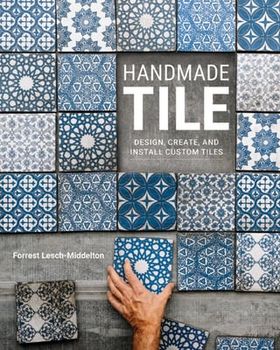 HANDMADE
TILE
DESIGN, CREATE, AND
INSTALL CUSTOM TILES
Forrest Lesch-Middelton